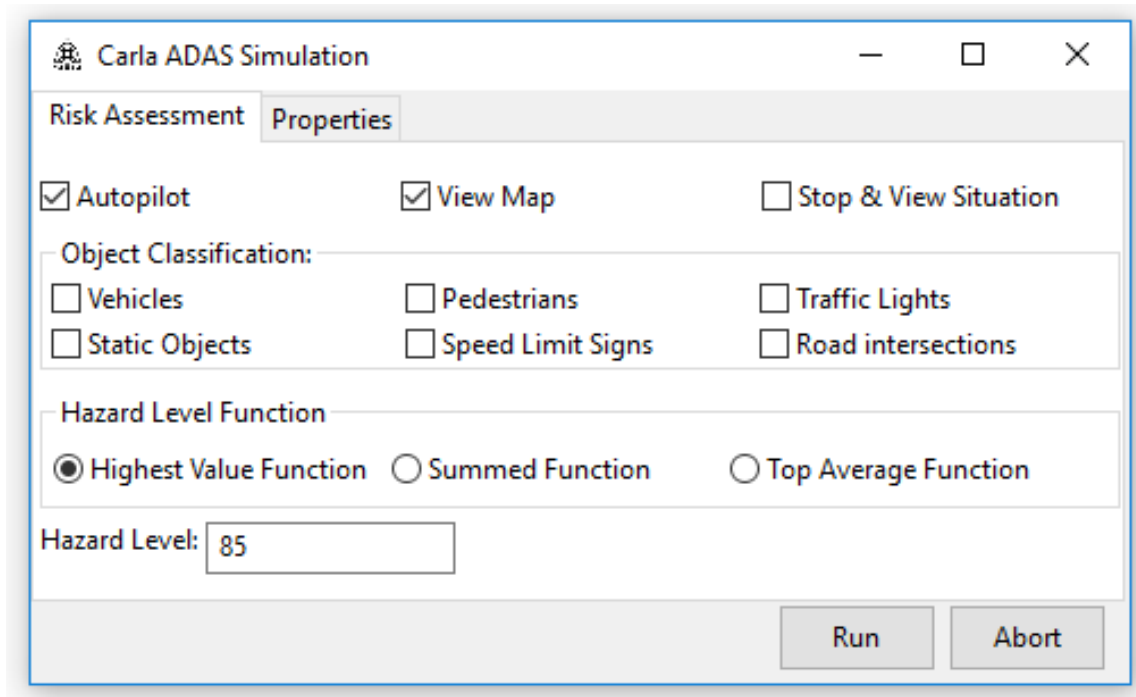 Carla ADAS Simulation
Risk Assessment Properties
Autopilot View Map Stop & View Situation
Object Classification:
Vehicles Pedestrians Traffic Lights
Static Objects Speed Limit Signs Road intersections
Hazard Level Function
Highest Value Function Summed Function Top Average Function
Hazard Level: 85
Run Abort